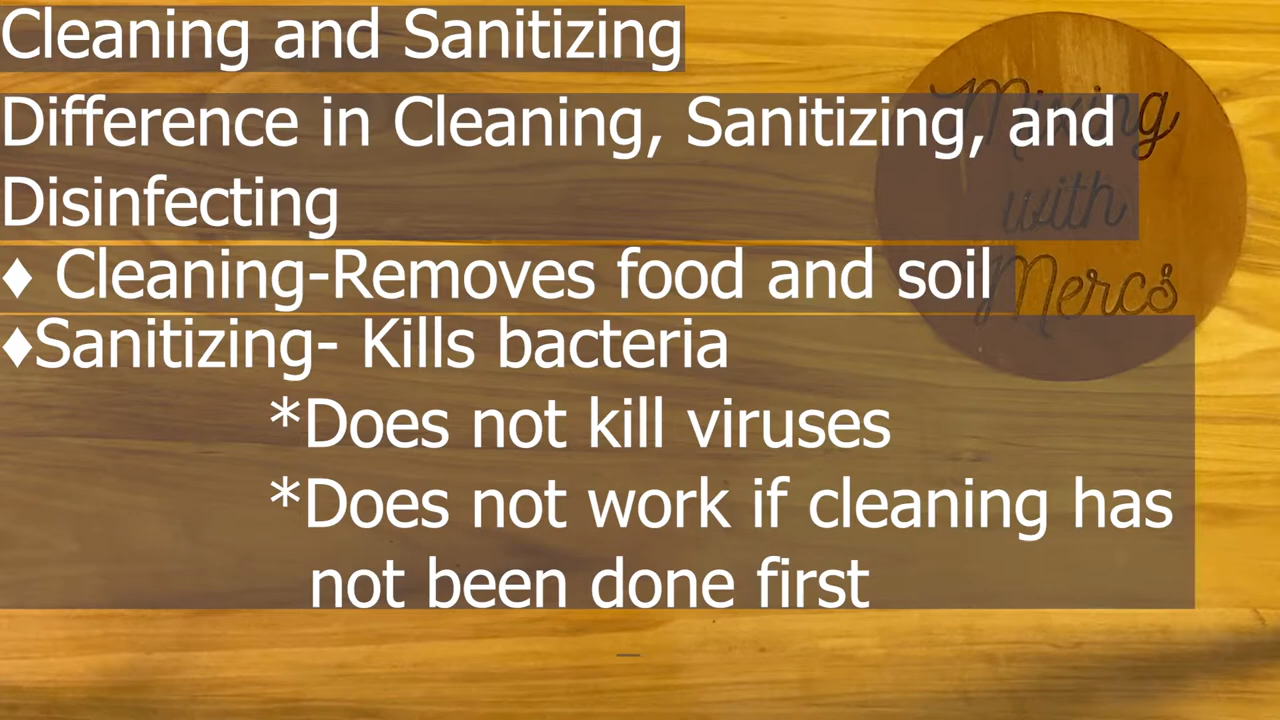 Cleaning and Sanitizing
Difference in Cleaning, Sanitizing, and
Disinfecting
♦ Cleaning-Removes food and soil
♦Sanitizing- Kills bacteria
*Does not kill viruses
*Does not work if cleaning has
not been done first
Mixing
with
Mercs